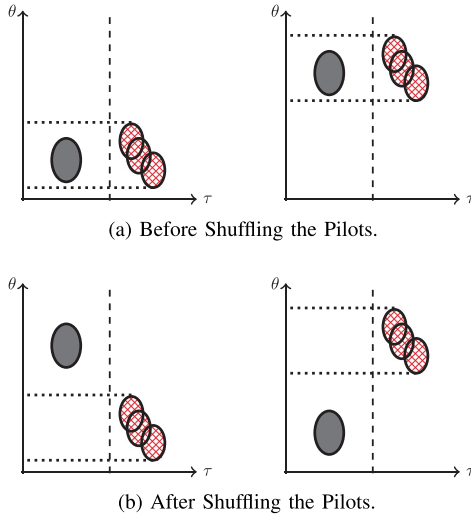 θ θ
τ τ
(a) Before Shuffling the Pilots.
θ θ
τ τ
(b) After Shuffling the Pilots.